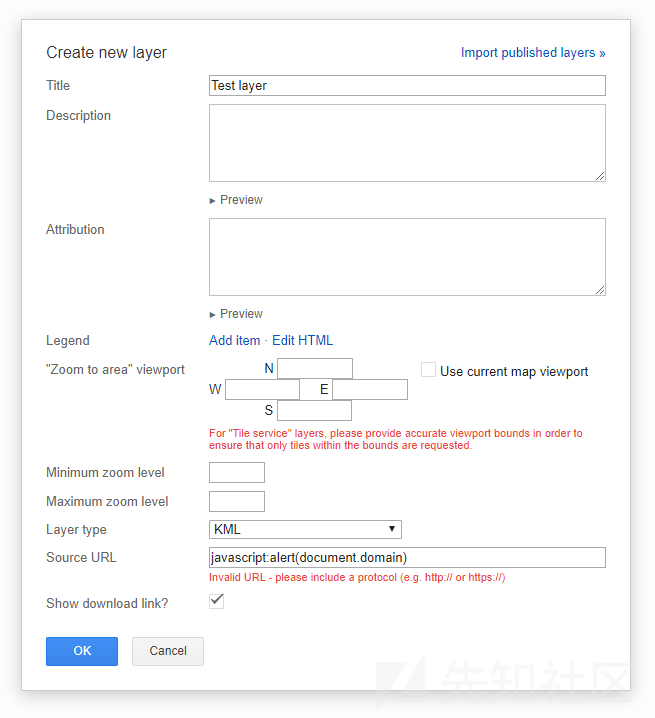 Create new layer
Import published layers »
Title
Test layer
Description
▸ Preview
Attribution
▸ Preview
Legend
Add item · Edit HTML
"Zoom to area" viewport
N
Use current map viewport
W E
S
For "Tile service" layers, please provide accurate viewport bounds in order to
ensure that only tiles within the bounds are requested.
Minimum zoom level
Maximum zoom level
Layer type
KML
Source URL
javascript:alert(document.domain)
Invalid URL - please include a protocol (e.g. http:// or https://)
Show download link?
OK
Cancel
先知社区